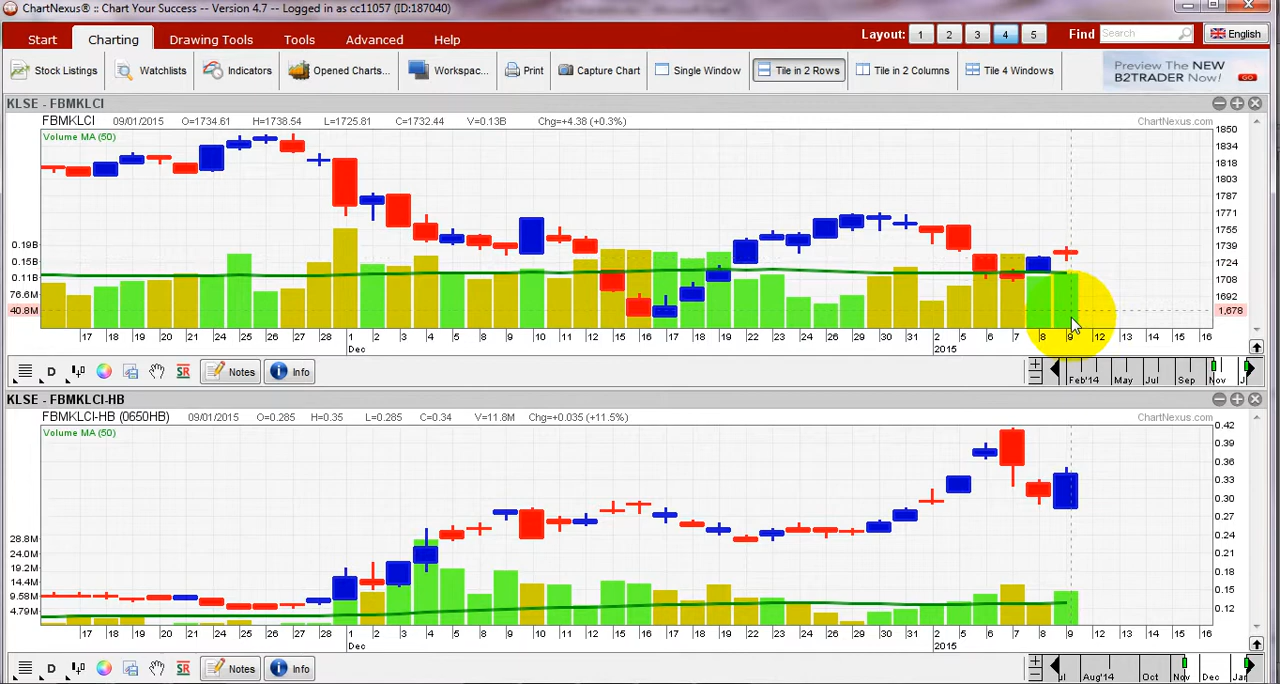 ChartNexus® :: Chart Your Success -- Version 4.7 -- Logged in as cc11057 (ID:187040)
Start Charting Drawing Tools Tools Advanced Help Layout: 1 2 3 4 5 Find Search English
Stock Listings Watchlists Indicators Opened Charts... Workspac... Print Capture Chart Single Window Tile in 2 Rows Tile in 2 Columns Tile 4 Windows Preview The NEW
B2TRADER Now! GO
KLSE - FBMKLCI
FBMKLCI 09/01/2015 O=1734.61 H=1738.54 L=1725.81 C=1732.44 V=0.13B Chg=+4.38 (+0.3%) ChartNexus.com
Volume MA (50)
1850
1834
1818
1803
1787
1771
1755
0.19B 1739
0.15B 1724
0.11B 1708
76.6M 1692
40.8M 1,678
17 18 19 20 21 24 25 26 27 28 1 2 3 4 5 8 9 10 11 12 15 16 17 18 19 22 23 24 26 29 30 31 2 5 6 7 8 9 12 13 14 15 16
Dec 2015
D SR Notes Info Feb'14 May Jul Sep Nov J
KLSE - FBMKLCI-HB
FBMKLCI-HB (0650HB) 09/01/2015 O=0.285 H=0.35 L=0.285 C=0.34 V=11.8M Chg=+0.035 (+11.5%) ChartNexus.com
Volume MA (50)
0.42
0.39
0.36
0.33
0.30
0.27
28.8M 0.24
24.0M 0.21
19.2M 0.18
14.4M
9.58M 0.15
4.79M 0.12
17 18 19 20 21 24 25 26 27 28 1 2 3 4 5 8 9 10 11 12 15 16 17 18 19 22 23 24 26 29 30 31 2 5 6 7 8 9 12 13 14 15 16
Dec 2015
D SR Notes Info ul Aug'14 Oct Nov Dec Jan